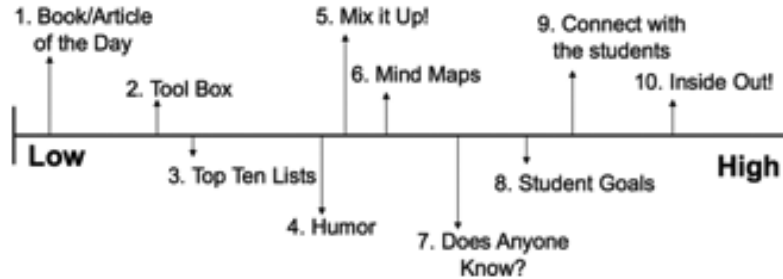 1. Book/Article
of the Day
2. Tool Box
3. Top Ten Lists
4. Humor
5. Mix it Up!
6. Mind Maps
7. Does Anyone
Know?
8. Student Goals
9. Connect with
the students
10. Inside Out!
Low
High